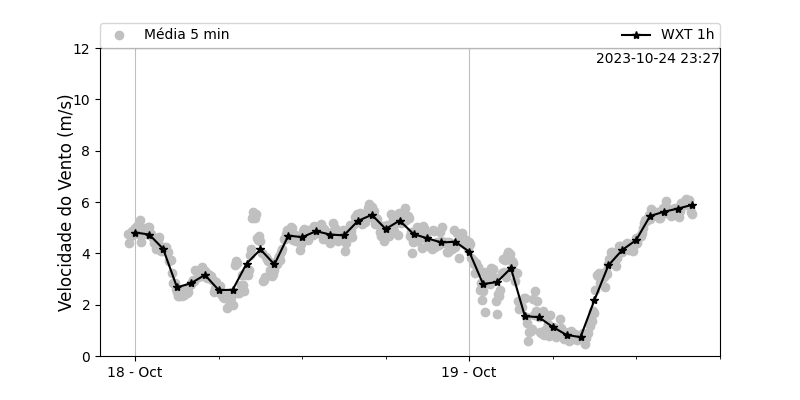 Média 5 min
WXT 1h
2023-10-24 23:27
Velocidade do Vento (m/s)
12
10
8
6
4
2
0
18 - Oct
19 - Oct